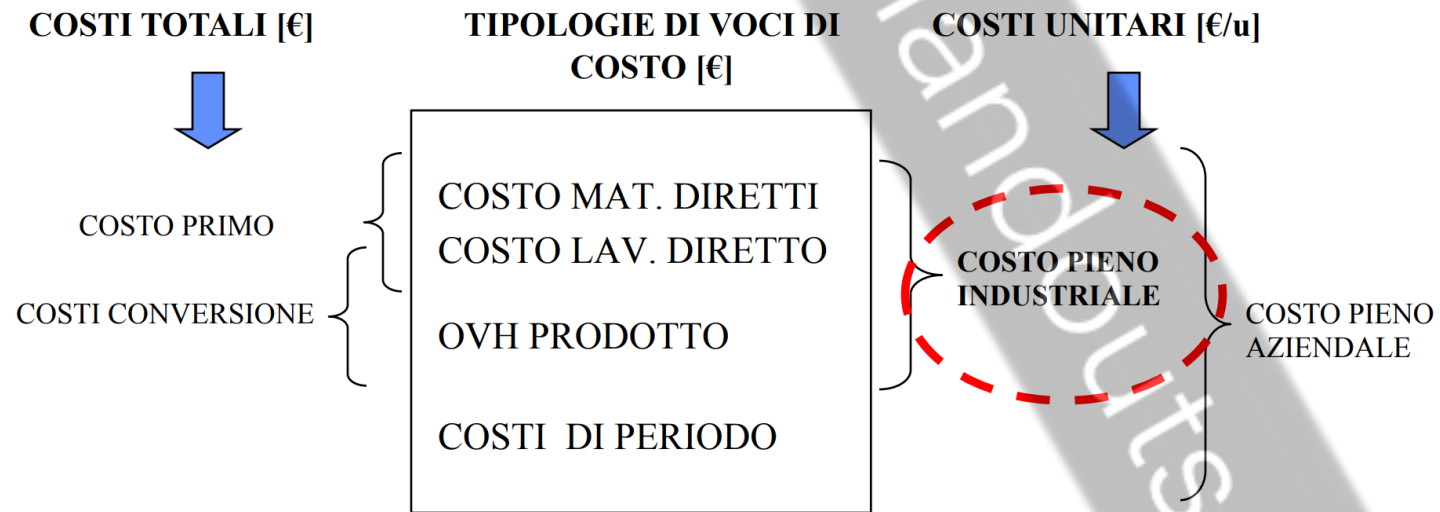 COSTI TOTALI [€]
TIPOLOGIE DI VOCI DI
COSTO [€]
COSTI UNITARI [€/u]
COSTO PRIMO
COSTI CONVERSIONE
COSTO MAT. DIRETTI
COSTO LAV. DIRETTO
OVH PRODOTTO
COSTI DI PERIODO
COSTO PIENO
INDUSTRIALE
COSTO PIENO
AZIENDALE
andouts